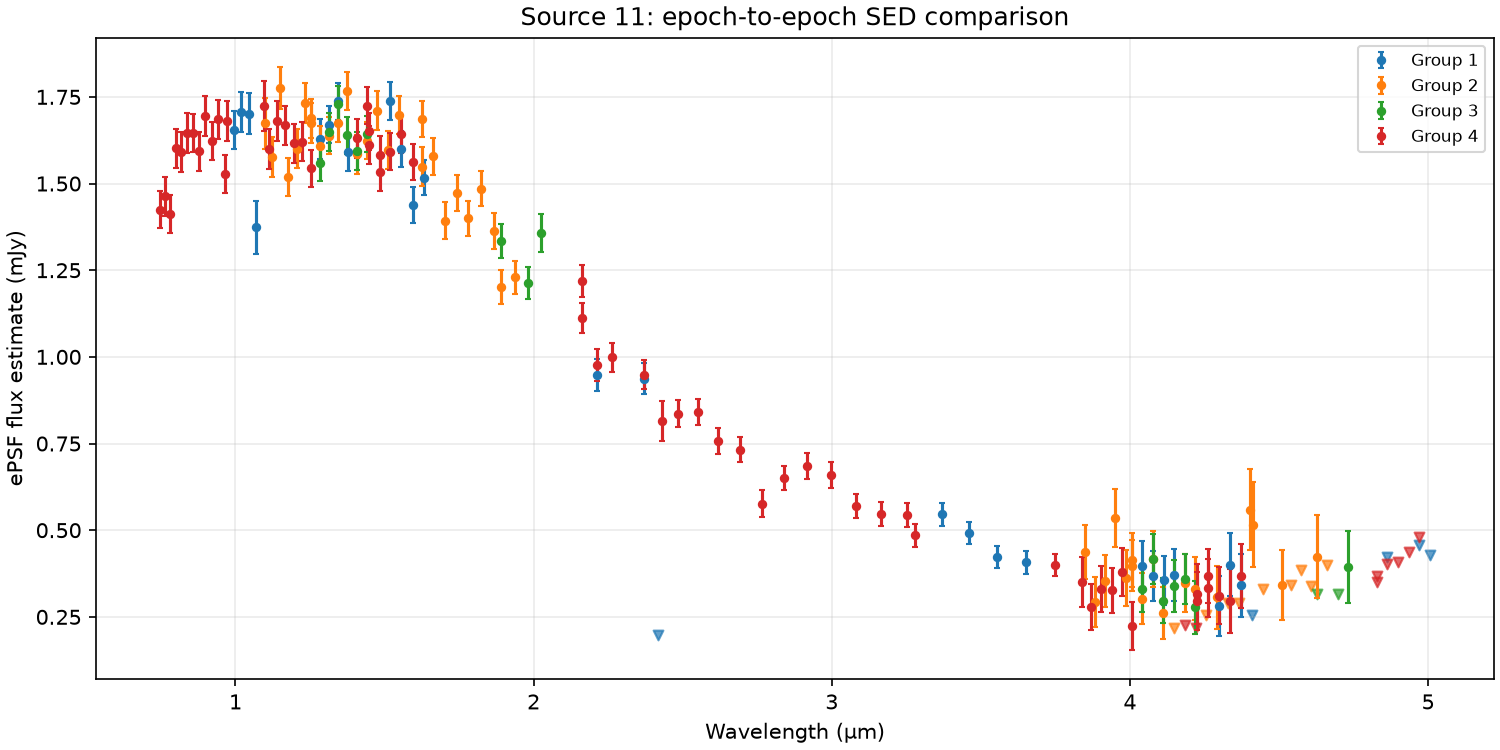 Source 11: epoch-to-epoch SED comparison
ePSF flux estimate (mJy)
1.75
1.50
1.25
1.00
0.75
0.50
0.25
Group 1
Group 2
Group 3
Group 4
1 2 3 4 5
Wavelength (μm)